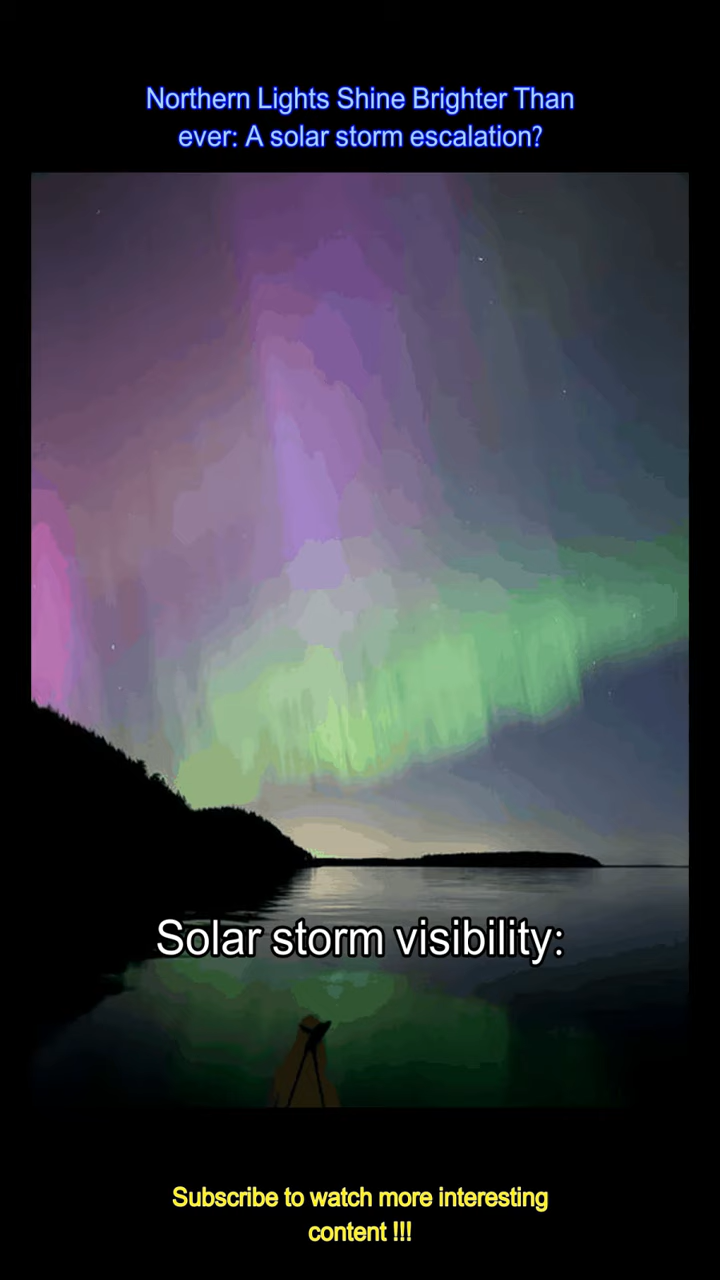 Northern Lights Shine Brighter Than
ever: A solar storm escalation?
Solar storm visibility:
Subscribe to watch more interesting
content !!!